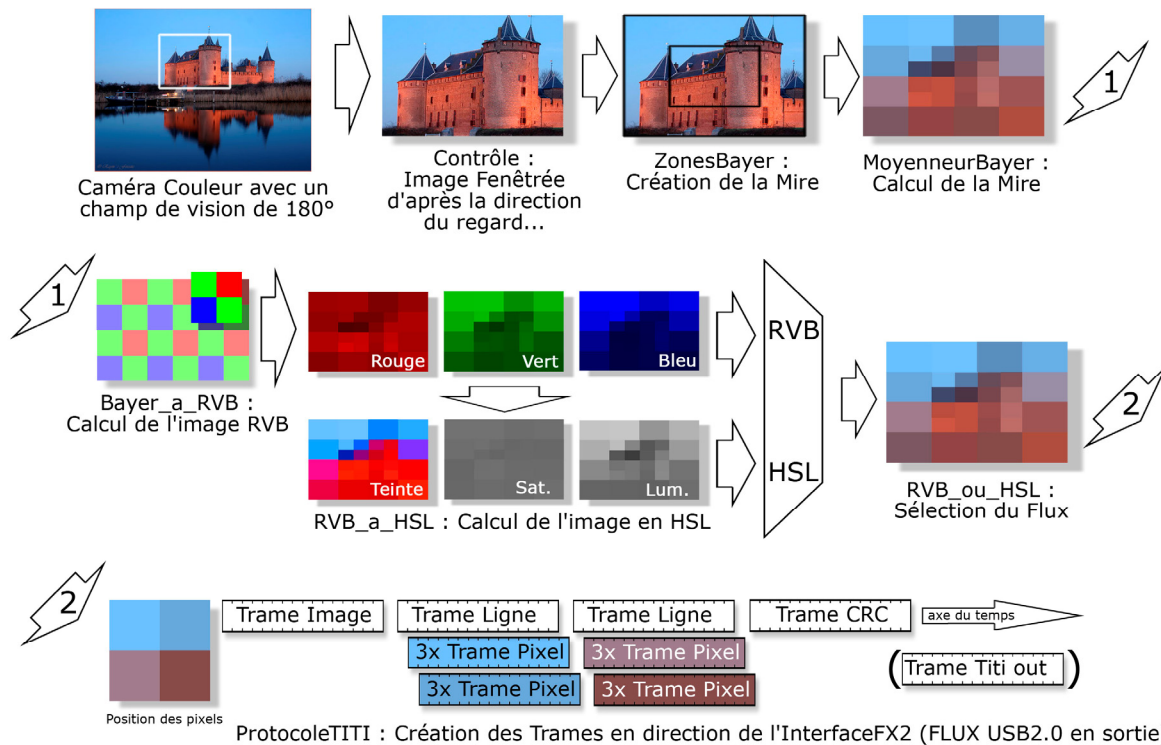 Caméra Couleur avec un
champ de vision de 180°
Contrôle :
Image Fenêtrée
d'après la direction
du regard...
ZonesBayer :
Création de la Mire
MoyenneurBayer :
Calcul de la Mire
1
1
Bayer_a_RVB :
Calcul de l'image RVB
Rouge
Vert
Bleu
Teinte
Sat.
Lum.
RVB_a_HSL : Calcul de l'image en HSL
RVB
HSL
RVB_ou_HSL :
Sélection du Flux
2
2
Position des pixels
Trame Image
Trame Ligne
3x Trame Pixel
3x Trame Pixel
Trame Ligne
3x Trame Pixel
3x Trame Pixel
Trame CRC
axe du temps
(Trame Titi out)
ProtocoleTITI : Création des Trames en direction de l'InterfaceFX2 (FLUX USB2.0 en sortie